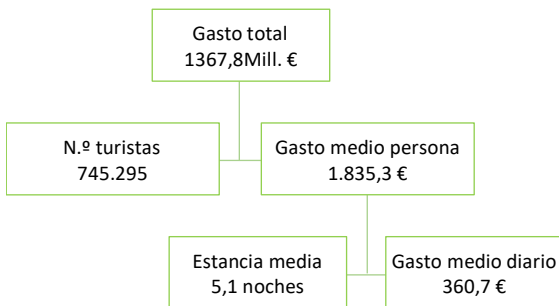 Gasto total
1367,8Mill. €
N.º turistas
745.295
Gasto medio persona
1.835,3 €
Estancia media
5,1 noches
Gasto medio diario
360,7 €